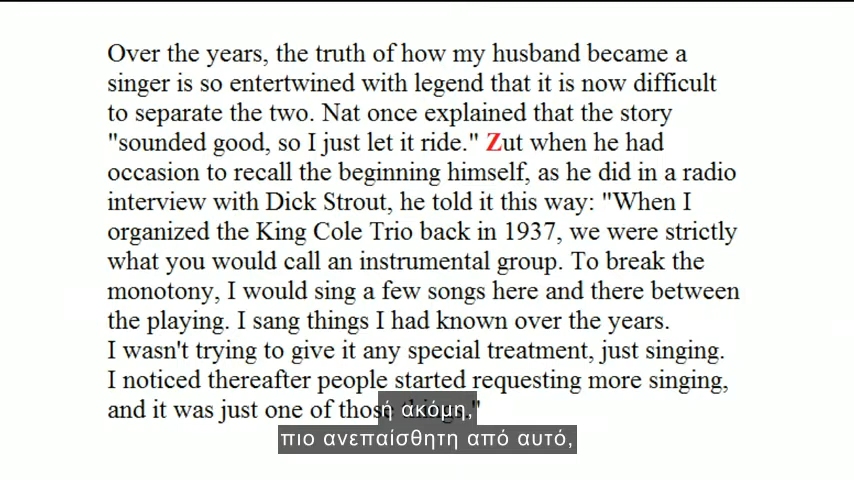 Over the years, the truth of how my husband became a
singer is so entertwined with legend that it is now difficult
to separate the two. Nat once explained that the story
"sounded good, so I just let it ride." Zut when he had
occasion to recall the beginning himself, as he did in a radio
interview with Dick Strout, he told it this way: "When I
organized the King Cole Trio back in 1937, we were strictly
what you would call an instrumental group. To break the
monotony, I would sing a few songs here and there between
the playing. I sang things I had known over the years.
I wasn't trying to give it any special treatment, just singing.
I noticed thereafter people started requesting more singing,
and it was just one of those things."
ή ακόμη,
πιο ανεπαίσθητη από αυτό,